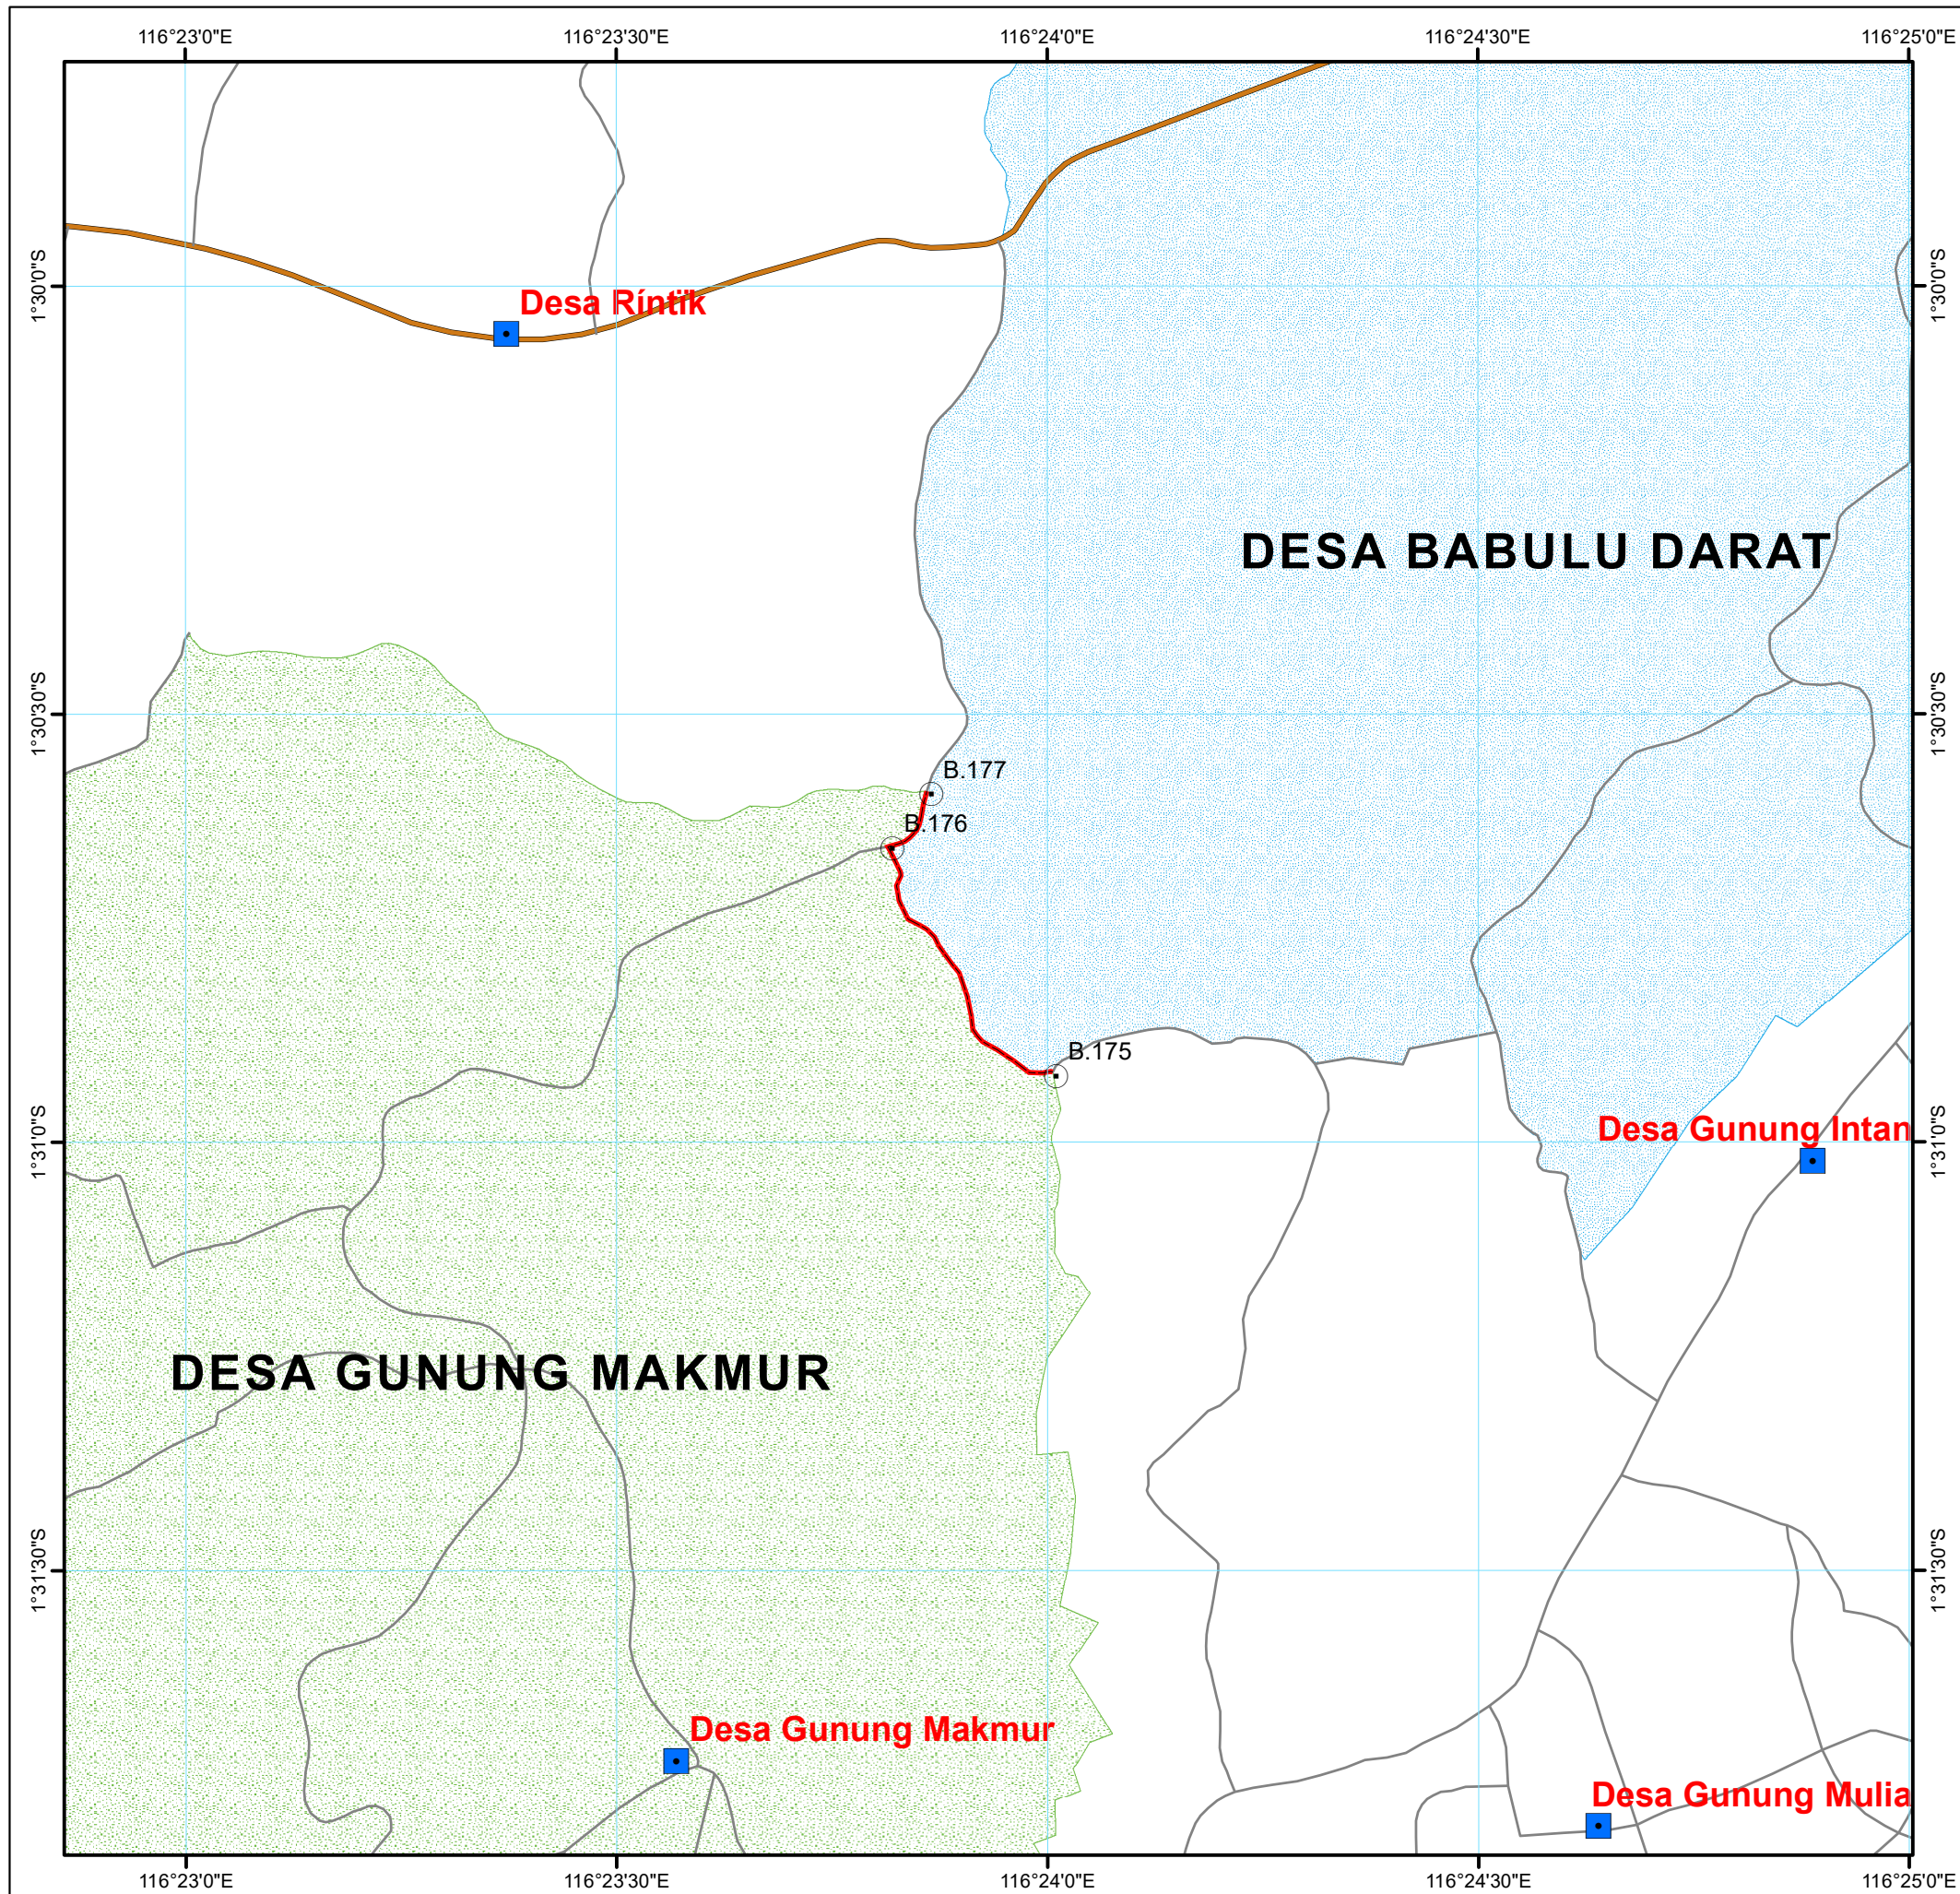 116°23'0"E
116°23'30"E
116°24'0"E
116°24'30"E
116°25'0"E
1°30'0"S
1°30'0"S
Desa Ríntïk
DESA BABULU DARAT
1°30'30"S
1°30'30"S
B.177
B.176
B.175
1°31'0"S
Desa Gunung Intan
1°31'0"S
DESA GUNUNG MAKMUR
1°31'30"S
1°31'30"S
Desa Gunung Makmur
Desa Gunung Mulia
116°23'0"E
116°23'30"E
116°24'0"E
116°24'30"E
116°25'0"E